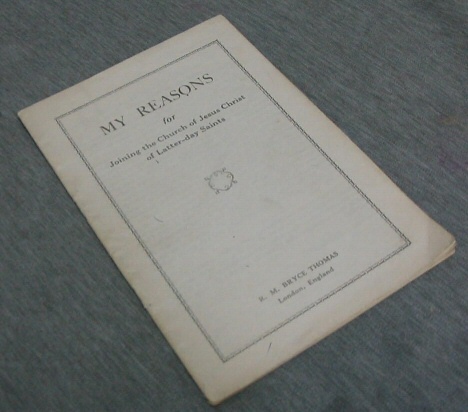 MY REASONS
for
Joining the Church of Jesus Christ
of Latter-day Saints
R. M. BRYCE THOMAS
London, England